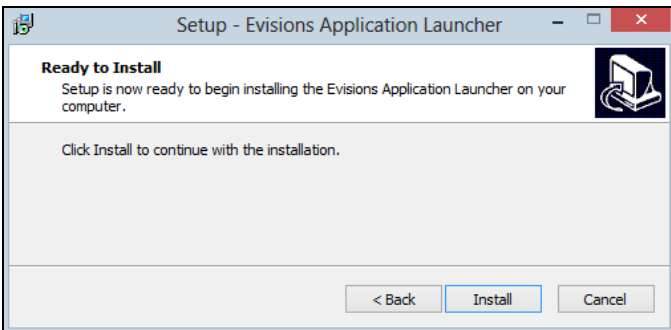 Setup - Evisions Application Launcher
Ready to Install
Setup is now ready to begin installing the Evisions Application Launcher on your
computer.
Click Install to continue with the installation.
< Back
Install
Cancel